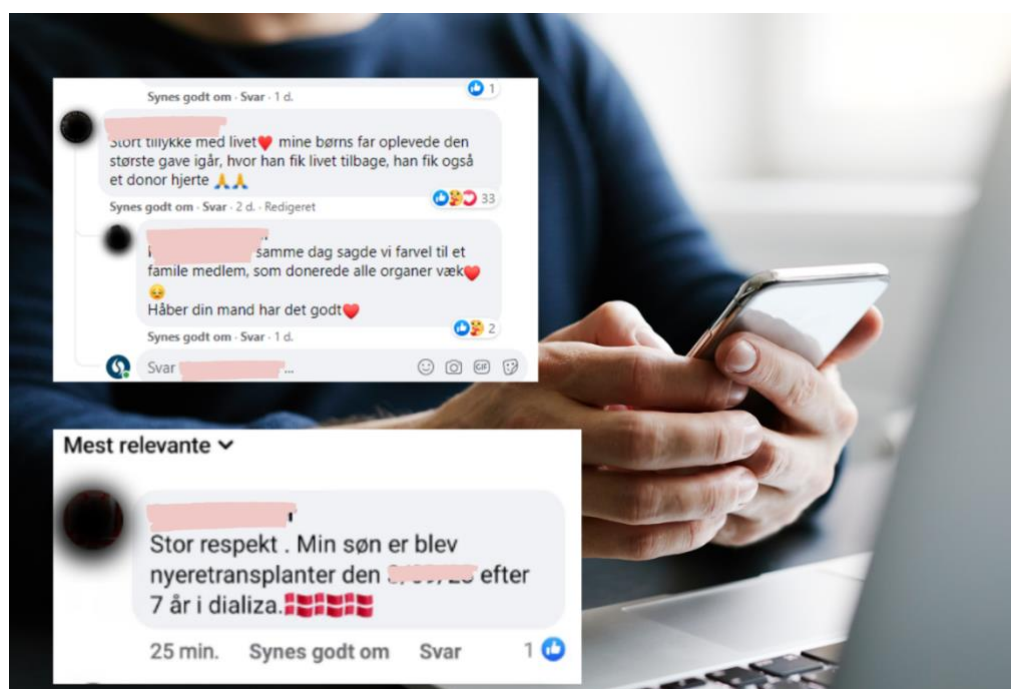 Synes godt om · Svar · 1 d.
1
Stort tillykke med livet❤️ mine børns far oplevede den
største gave igår, hvor han fik livet tilbage, han fik også
et donor hjerte 🙏🙏
33
Synes godt om · Svar · 2 d. · Redigeret
samme dag sagde vi farvel til et
famile medlem, som donerede alle organer væk❤️
😔
Håber din mand har det godt❤️
2
Synes godt om · Svar · 1 d.
Svar ...
GIF
Mest relevante
Stor respekt . Min søn er blev
nyeretransplanter den efter
7 år i dializa.🇩🇰🇩🇰🇩🇰🇩🇰
25 min. Synes godt om Svar 1